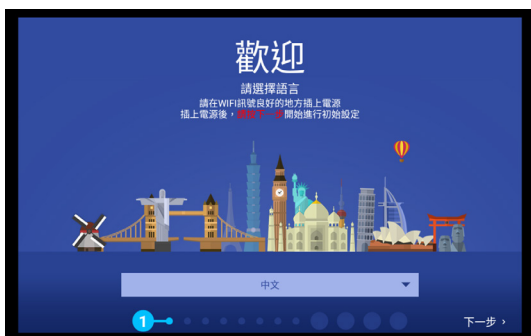 歡迎
請選擇語言
請在WIFI訊號良好的地方插上電源
插上電源後，請按下一步開始進行初始設定
中文
1
下一步 ›